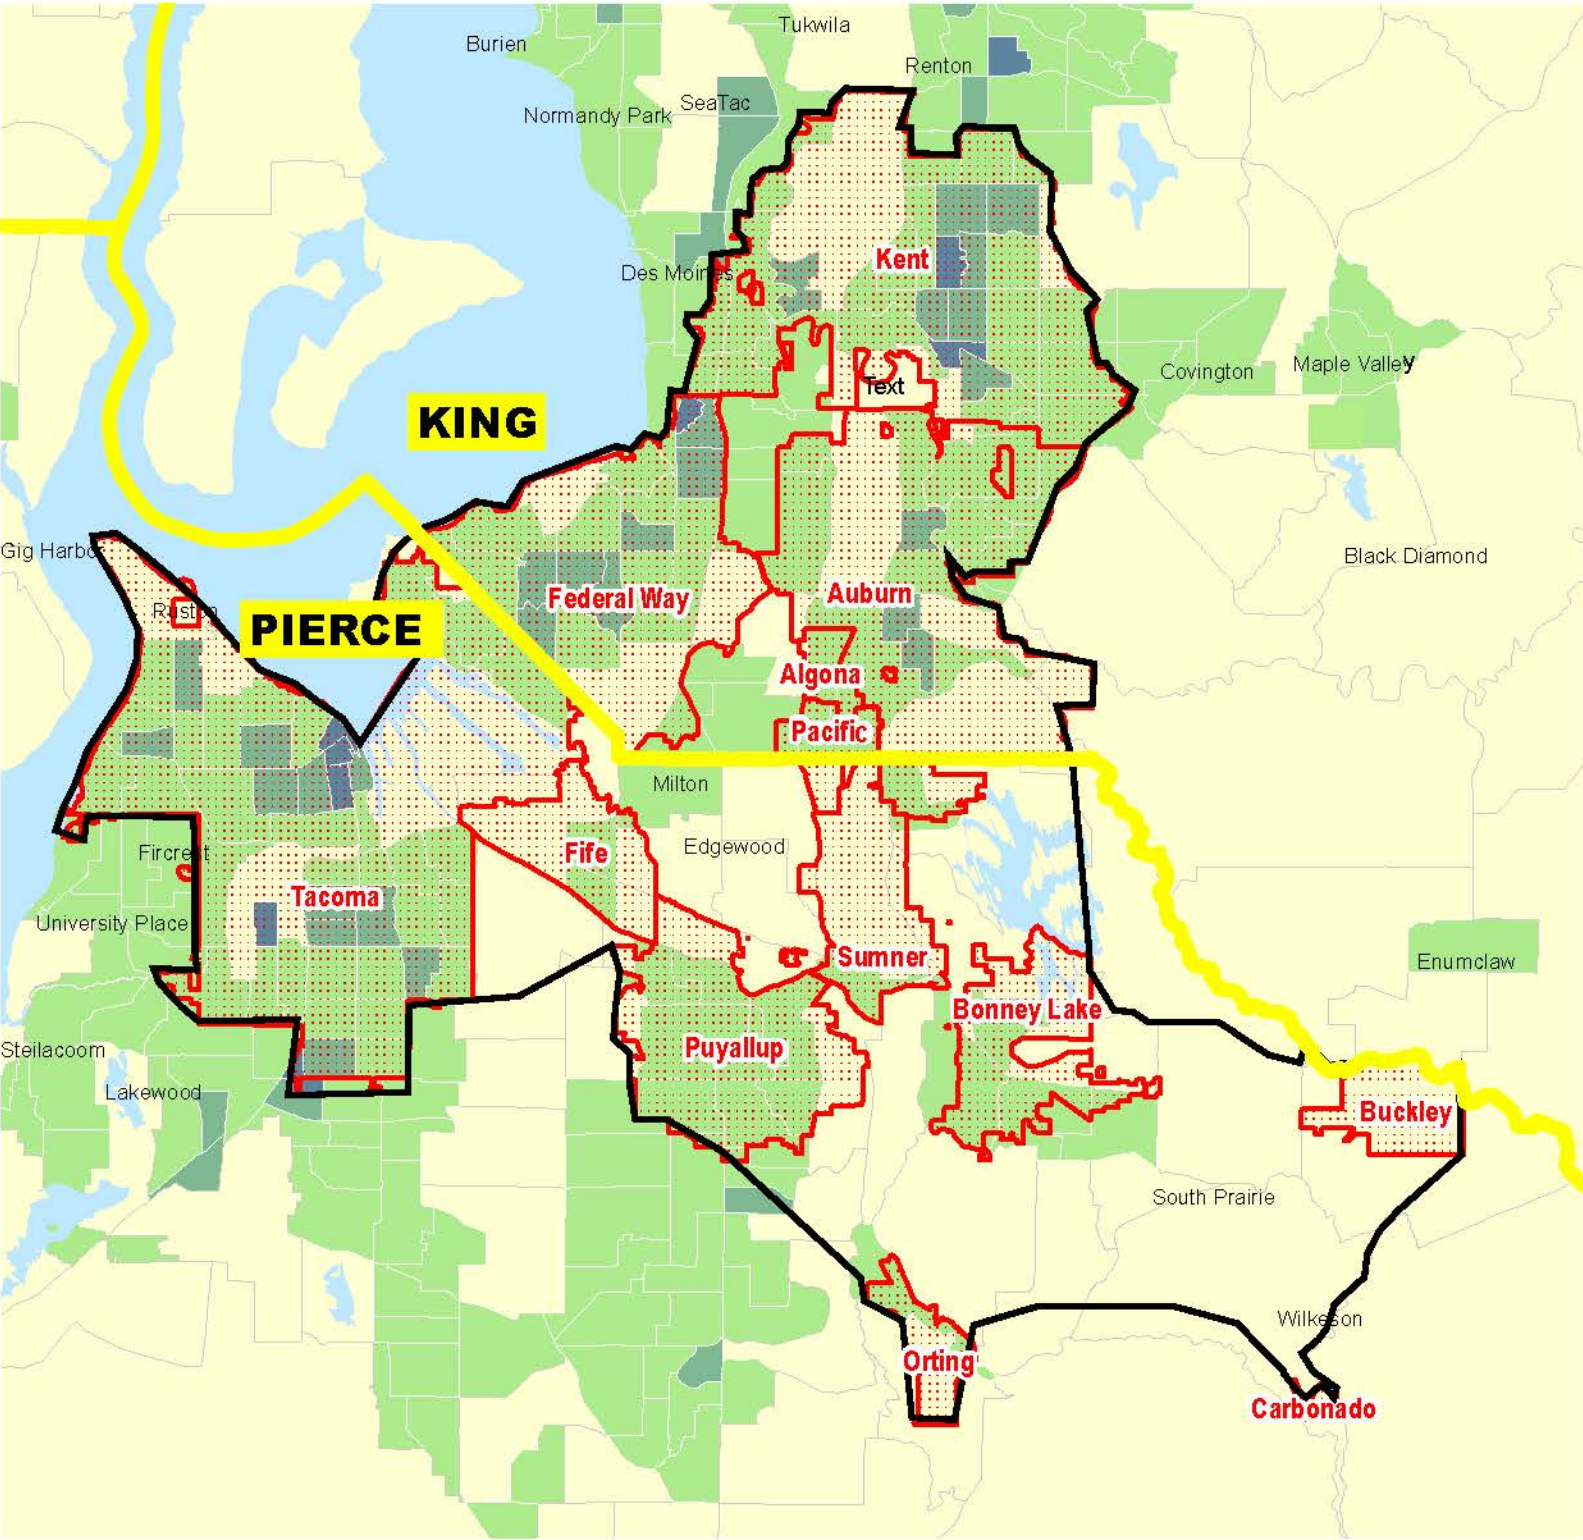 Tukwila
Burien
Renton
SeaTac
Normandy Park
Kent
Des Moines
Covington
Maple Valley
Text
KING
Gig Harbor
Black Diamond
Federal Way
Auburn
Ruston
PIERCE
Algona
Pacific
Milton
Edgewood
Fife
Fircrest
Tacoma
University Place
Sumner
Enumclaw
Bonney Lake
Puyallup
Steilacoom
Lakewood
Buckley
South Prairie
Wilkeson
Orting
Carbonado